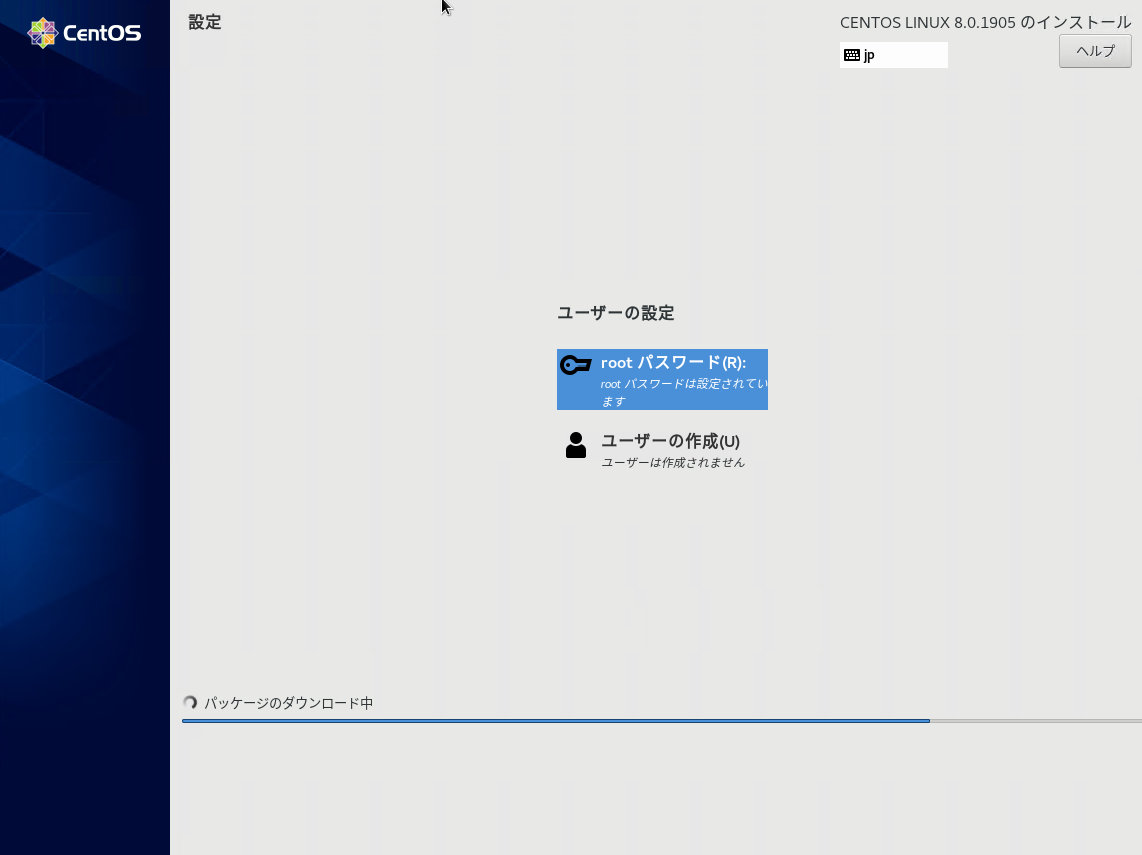 CentOS
設定
CENTOS LINUX 8.0.1905 のインストール
jp
ヘルプ
ユーザーの設定
root パスワード(R):
root パスワードは設定されてい
ます
ユーザーの作成(U)
ユーザーは作成されません
パッケージのダウンロード中